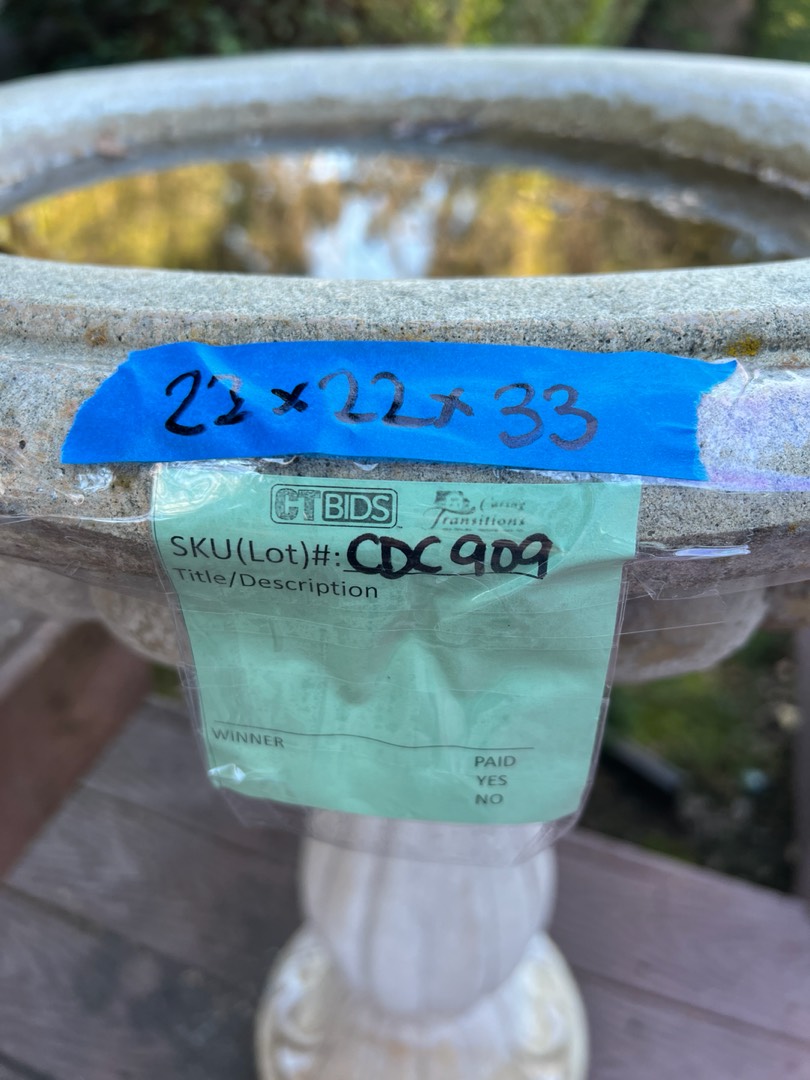 22 x 22 x 33
CTBIDS
Caring
Transitions
SKU(Lot)#: CDC909
Title/Description
WINNER
PAID
YES
NO